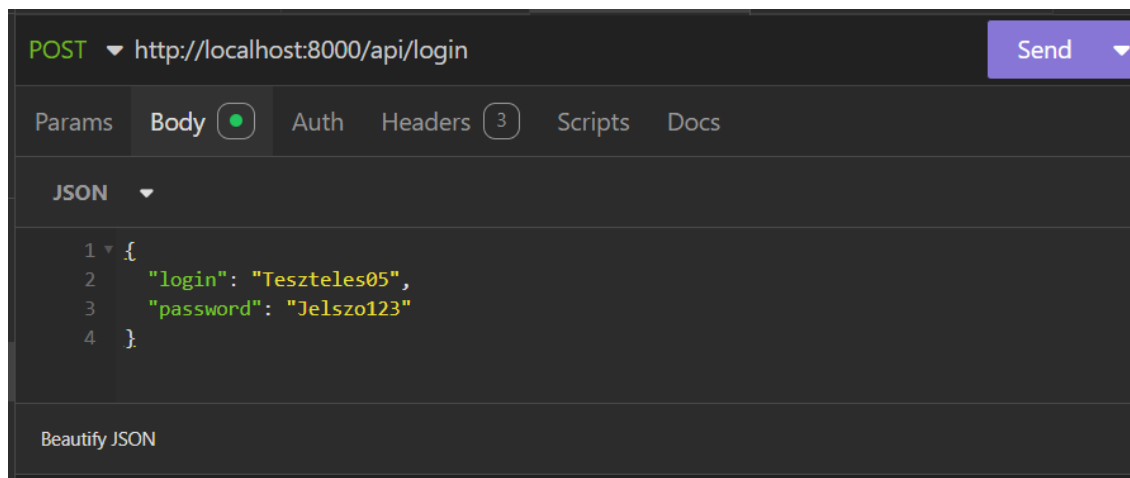 POST http://localhost:8000/api/login Send
Params Body Auth Headers 3 Scripts Docs
JSON
1 {
2 "login": "Teszteles05",
3 "password": "Jelszo123"
4 }
Beautify JSON